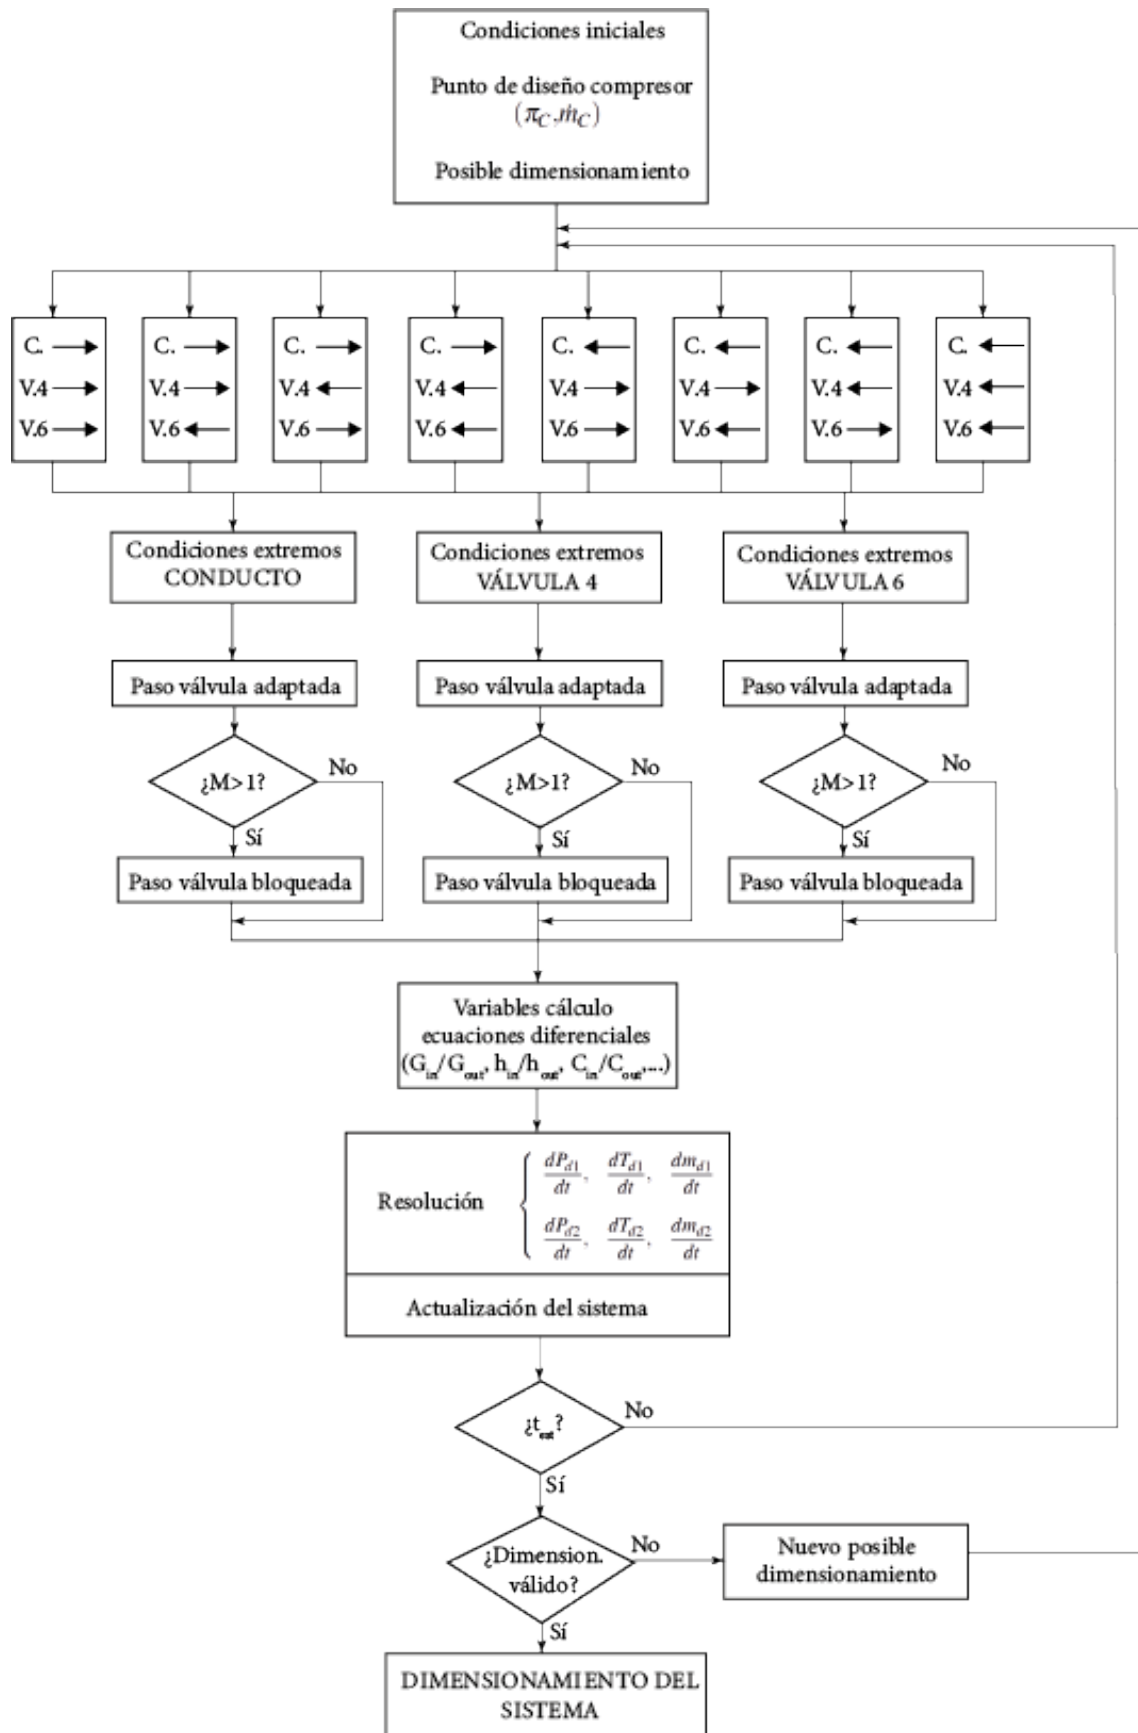 Condiciones iniciales
Punto de diseño compresor
(π_C,ṁ_C)
Posible dimensionamiento
C. → C. → C. → C. → C. ← C. ← C. ← C. ←
V.4 → V.4 → V.4 ← V.4 ← V.4 → V.4 → V.4 ← V.4 ←
V.6 → V.6 ← V.6 → V.6 ← V.6 → V.6 ← V.6 → V.6 ←
Condiciones extremos
CONDUCTO
Condiciones extremos
VÁLVULA 4
Condiciones extremos
VÁLVULA 6
Paso válvula adaptada
Paso válvula adaptada
Paso válvula adaptada
¿M>1?
No
¿M>1?
No
¿M>1?
No
Sí
Sí
Sí
Paso válvula bloqueada
Paso válvula bloqueada
Paso válvula bloqueada
Variables cálculo
ecuaciones diferenciales
(G_in/G_out, h_in/h_out, C_in/C_out,...)
Resolución
dP_d1/dt, dT_d1/dt, dm_d1/dt
dP_d2/dt, dT_d2/dt, dm_d2/dt
Actualización del sistema
¿t_est?
No
Sí
¿Dimension.
válido?
No
Nuevo posible
dimensionamiento
Sí
DIMENSIONAMIENTO DEL
SISTEMA